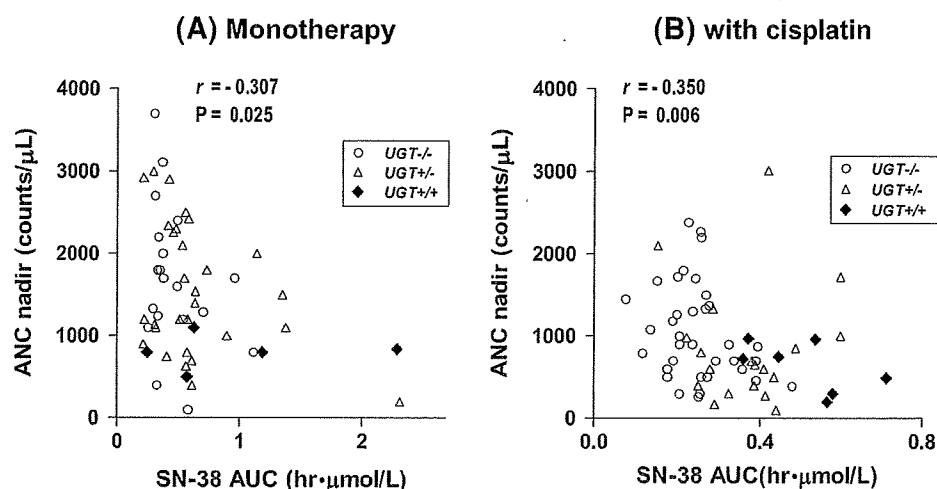 (A) Monotherapy
r = - 0.307
P = 0.025
ANC nadir (counts/μL)
4000
3000
2000
1000
0
UGT-/-
UGT+/-
UGT+/+
0
1
2
SN-38 AUC (hr•μmol/L)
(B) with cisplatin
r = - 0.350
P = 0.006
ANC nadir (counts/μL)
4000
3000
2000
1000
0
UGT-/-
UGT+/-
UGT+/+
0.0
0.4
0.8
SN-38 AUC(hr•μmol/L)